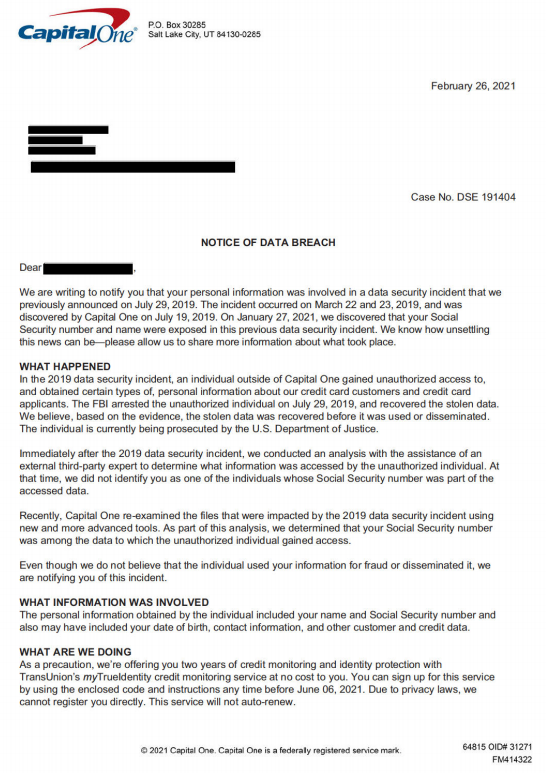 CapitalOne®
P.O. Box 30285
Salt Lake City, UT 84130-0285
February 26, 2021
Case No. DSE 191404
NOTICE OF DATA BREACH
Dear ,
We are writing to notify you that your personal information was involved in a data security incident that we
previously announced on July 29, 2019. The incident occurred on March 22 and 23, 2019, and was
discovered by Capital One on July 19, 2019. On January 27, 2021, we discovered that your Social
Security number and name were exposed in this previous data security incident. We know how unsettling
this news can be—please allow us to share more information about what took place.
WHAT HAPPENED
In the 2019 data security incident, an individual outside of Capital One gained unauthorized access to,
and obtained certain types of, personal information about our credit card customers and credit card
applicants. The FBI arrested the unauthorized individual on July 29, 2019, and recovered the stolen data.
We believe, based on the evidence, the stolen data was recovered before it was used or disseminated.
The individual is currently being prosecuted by the U.S. Department of Justice.
Immediately after the 2019 data security incident, we conducted an analysis with the assistance of an
external third-party expert to determine what information was accessed by the unauthorized individual. At
that time, we did not identify you as one of the individuals whose Social Security number was part of the
accessed data.
Recently, Capital One re-examined the files that were impacted by the 2019 data security incident using
new and more advanced tools. As part of this analysis, we determined that your Social Security number
was among the data to which the unauthorized individual gained access.
Even though we do not believe that the individual used your information for fraud or disseminated it, we
are notifying you of this incident.
WHAT INFORMATION WAS INVOLVED
The personal information obtained by the individual included your name and Social Security number and
also may have included your date of birth, contact information, and other customer and credit data.
WHAT ARE WE DOING
As a precaution, we're offering you two years of credit monitoring and identity protection with
TransUnion's myTrueIdentity credit monitoring service at no cost to you. You can sign up for this service
by using the enclosed code and instructions any time before June 06, 2021. Due to privacy laws, we
cannot register you directly. This service will not auto-renew.
© 2021 Capital One. Capital One is a federally registered service mark.
64815 OID# 31271
FM414322